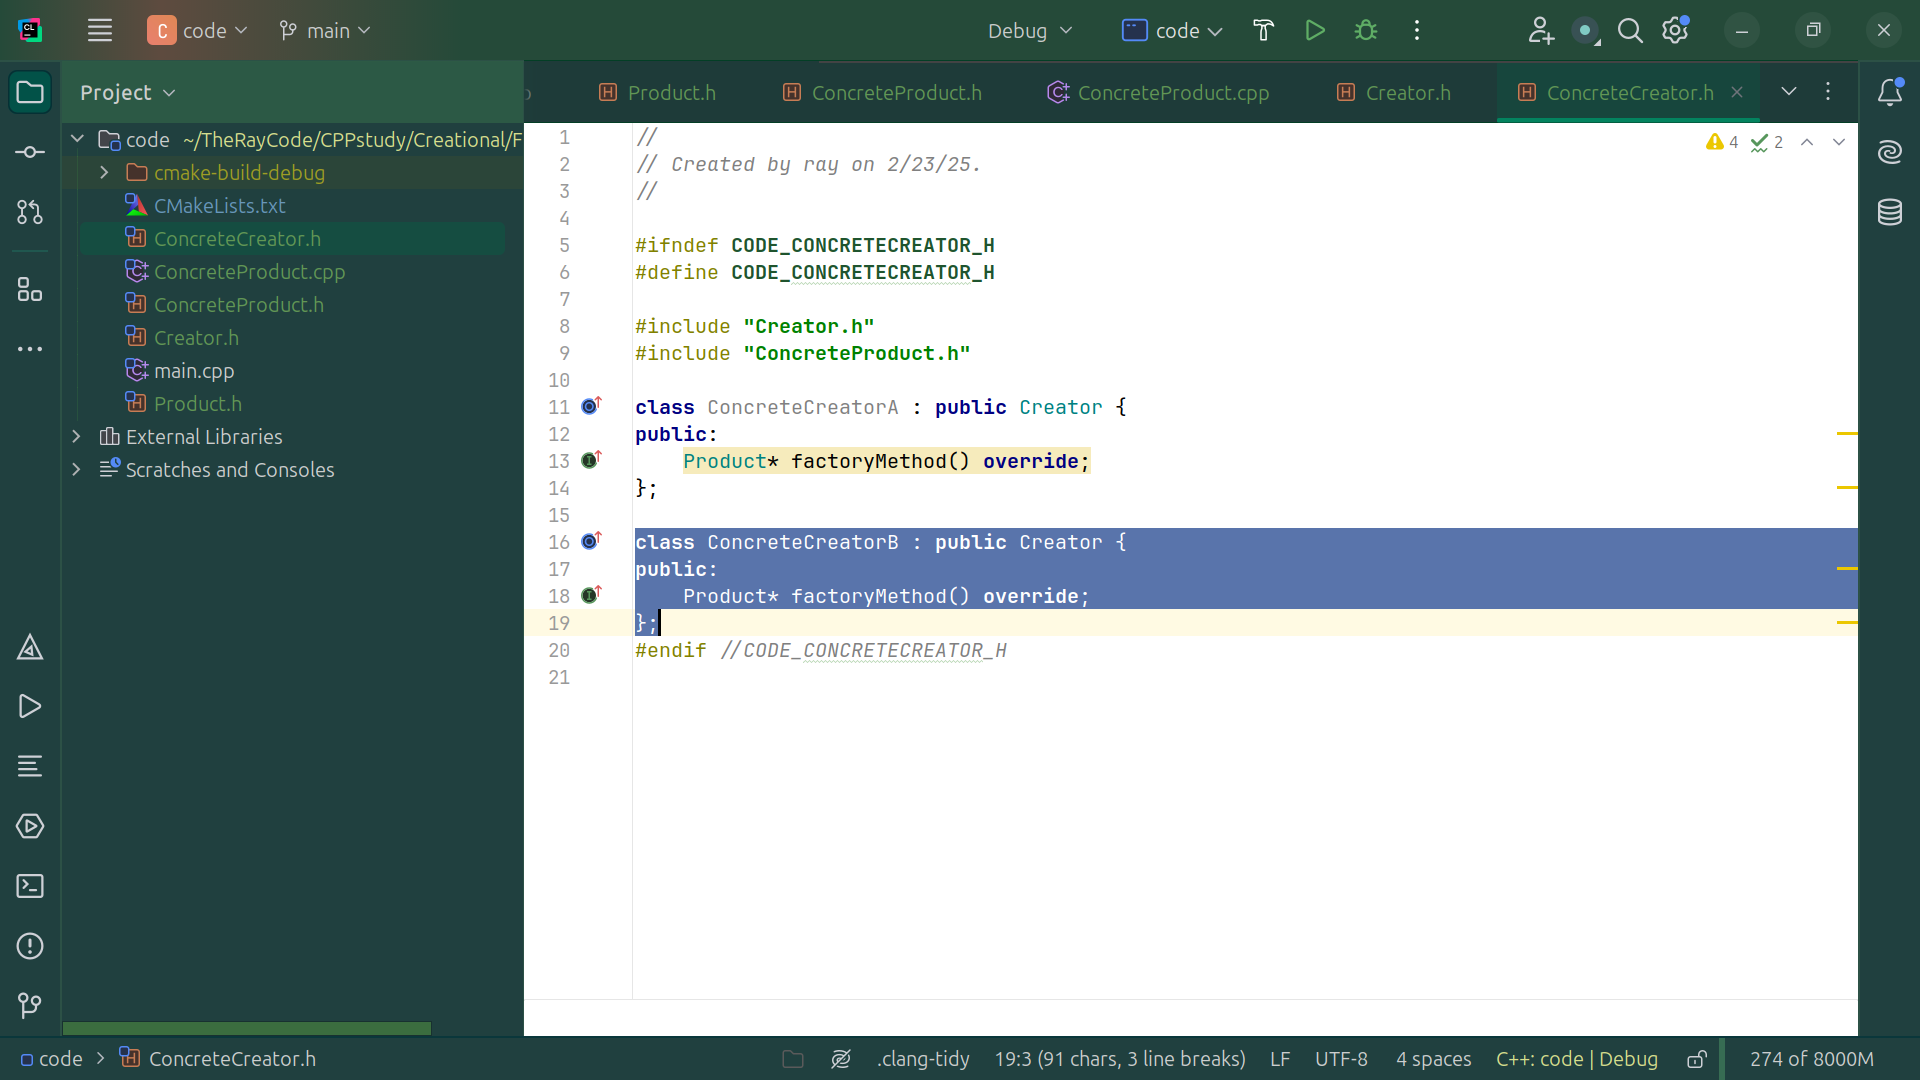 CL
C code
main
Debug
code
Project
Product.h
ConcreteProduct.h
ConcreteProduct.cpp
Creator.h
ConcreteCreator.h
code ~/TheRayCode/CPPstudy/Creational/F
cmake-build-debug
CMakeLists.txt
ConcreteCreator.h
ConcreteProduct.cpp
ConcreteProduct.h
Creator.h
main.cpp
Product.h
External Libraries
Scratches and Consoles
4 2
1 //
2 // Created by ray on 2/23/25.
3 //
4
5 #ifndef CODE_CONCRETECREATOR_H
6 #define CODE_CONCRETECREATOR_H
7
8 #include "Creator.h"
9 #include "ConcreteProduct.h"
10
11 class ConcreteCreatorA : public Creator {
12 public:
13 Product* factoryMethod() override;
14 };
15
16 class ConcreteCreatorB : public Creator {
17 public:
18 Product* factoryMethod() override;
19 };
20 #endif //CODE_CONCRETECREATOR_H
21
code > ConcreteCreator.h
.clang-tidy
19:3 (91 chars, 3 line breaks)
LF
UTF-8
4 spaces
C++: code | Debug
274 of 8000M